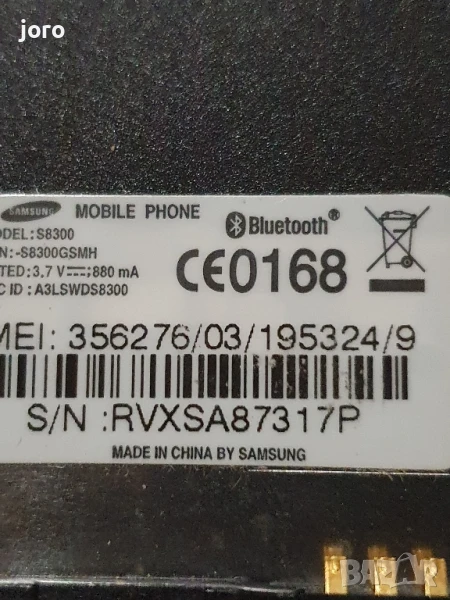 joro
SAMSUNG MOBILE PHONE Bluetooth®
ODEL:S8300
N:-S8300GSMH
TED:3.7 V⎓:880 mA
C ID : A3LSWDS8300
CE0168
MEI: 356276/03/195324/9
S/N :RVXSA87317P
MADE IN CHINA BY SAMSUNG
BAZAR